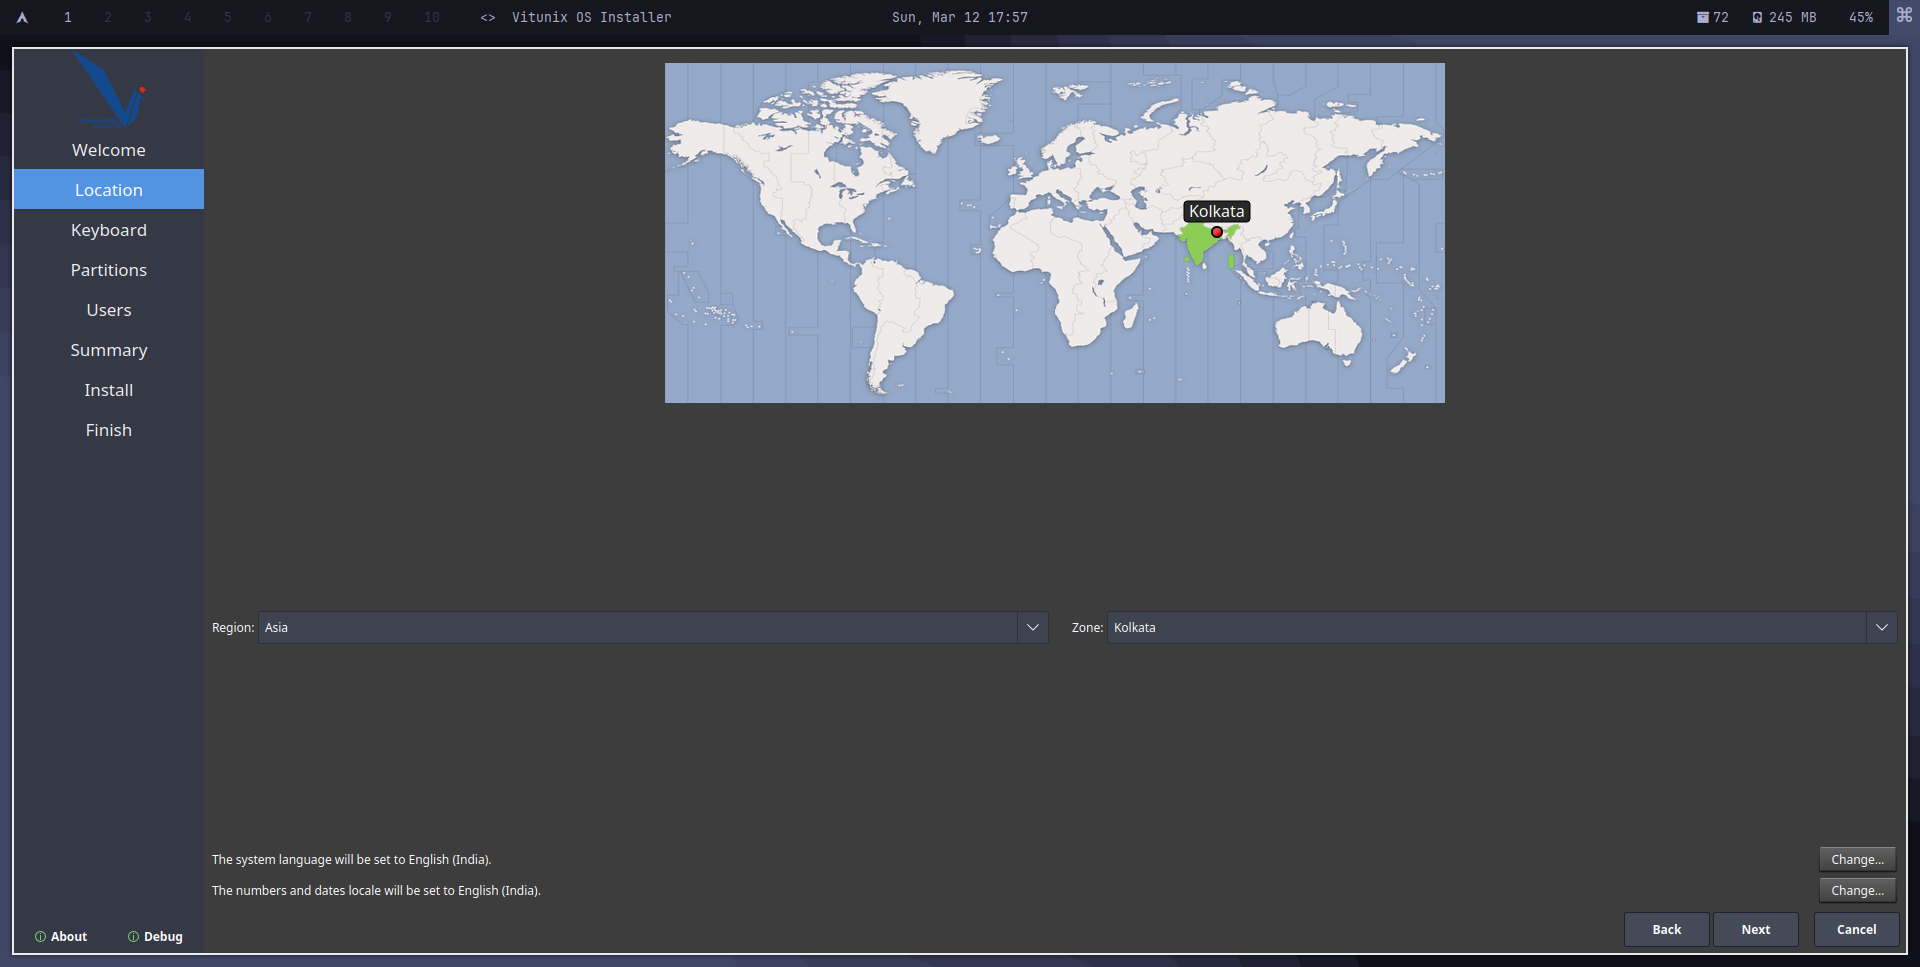 1 2 3 4 5 6 7 8 9 10 <> Vitunix OS Installer Sun, Mar 12 17:57 72 245 MB 45%
Welcome
Location
Keyboard
Partitions
Users
Summary
Install
Finish
Kolkata
Region: Asia Zone: Kolkata
The system language will be set to English (India). Change...
The numbers and dates locale will be set to English (India). Change...
About Debug Back Next Cancel